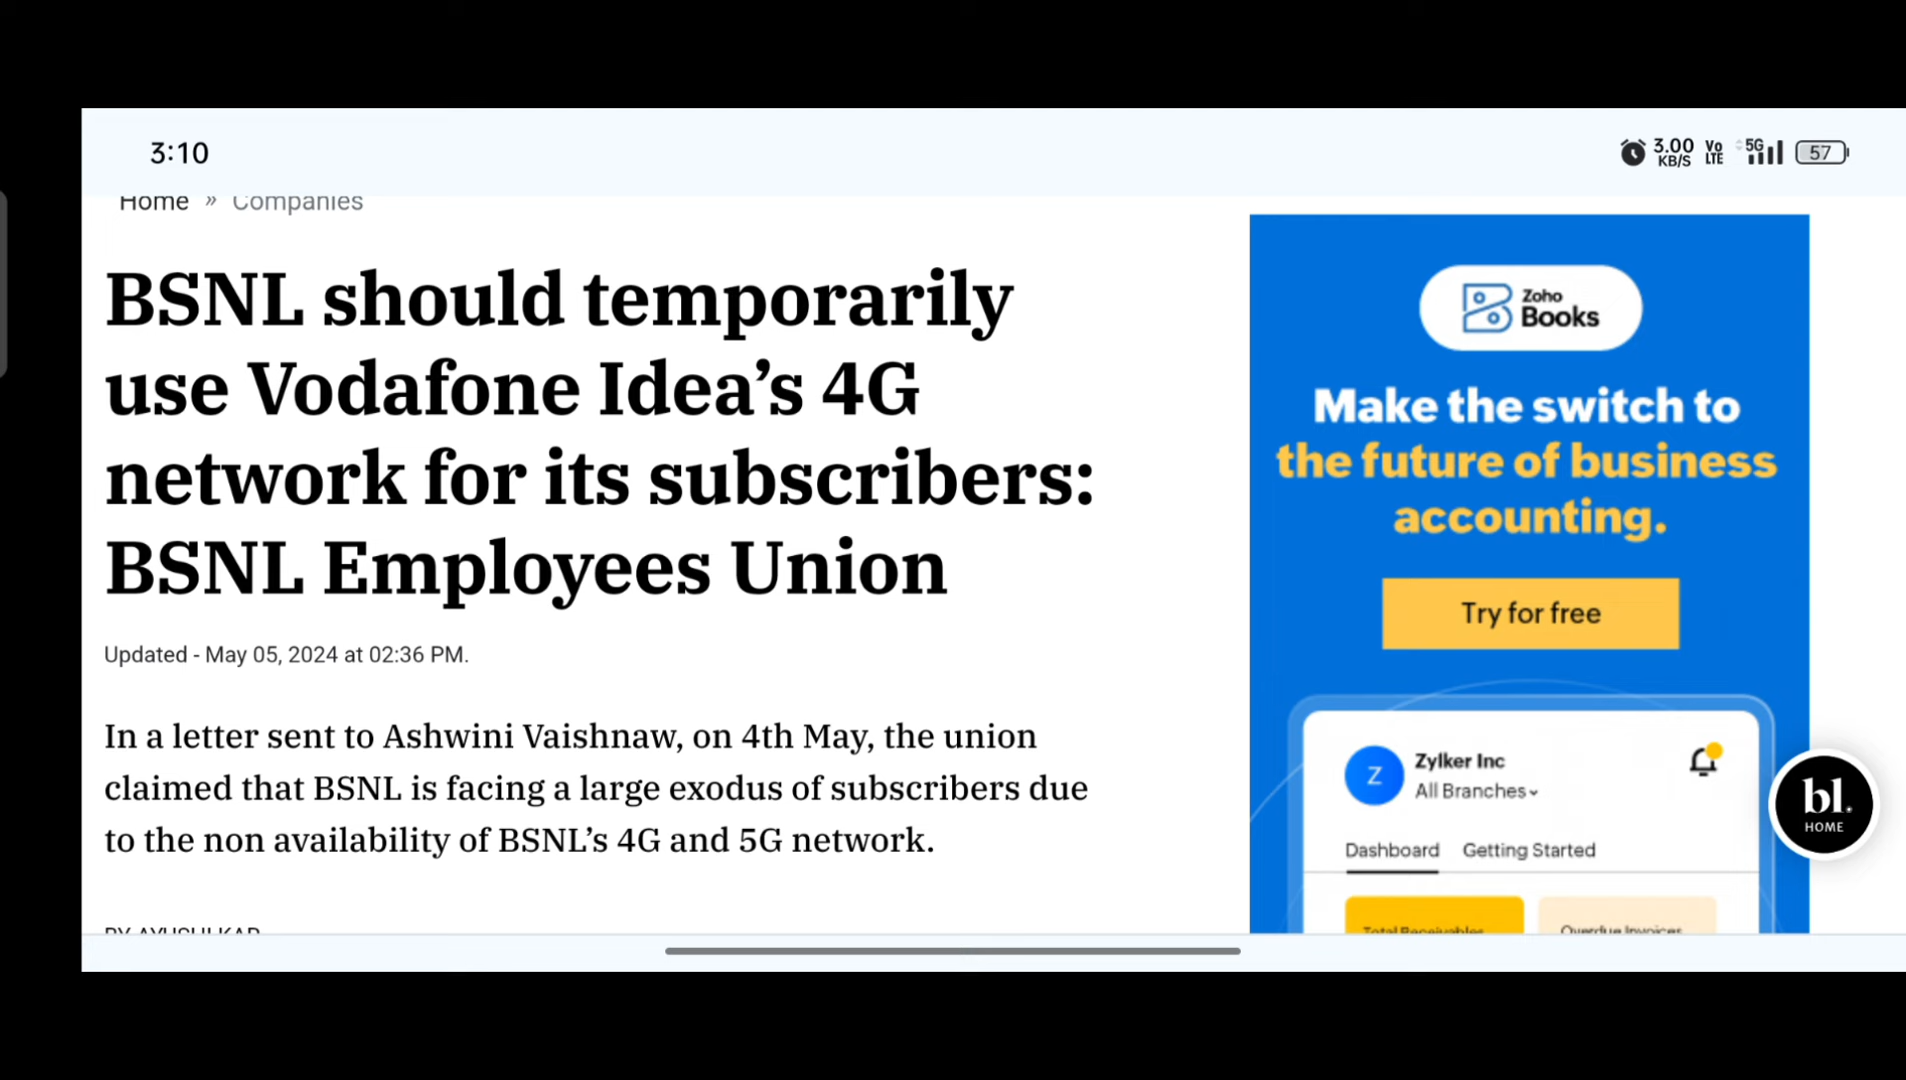 3:10
3.00
KB/S
Vo
LTE
5G
57
Home » Companies
BSNL should temporarily
use Vodafone Idea’s 4G
network for its subscribers:
BSNL Employees Union
Updated - May 05, 2024 at 02:36 PM.
In a letter sent to Ashwini Vaishnaw, on 4th May, the union
claimed that BSNL is facing a large exodus of subscribers due
to the non availability of BSNL’s 4G and 5G network.
Zoho
Books
Make the switch to
the future of business
accounting.
Try for free
Z
Zylker Inc
All Branches
Dashboard Getting Started
Total Receivables Overdue Invoices
bl.
HOME